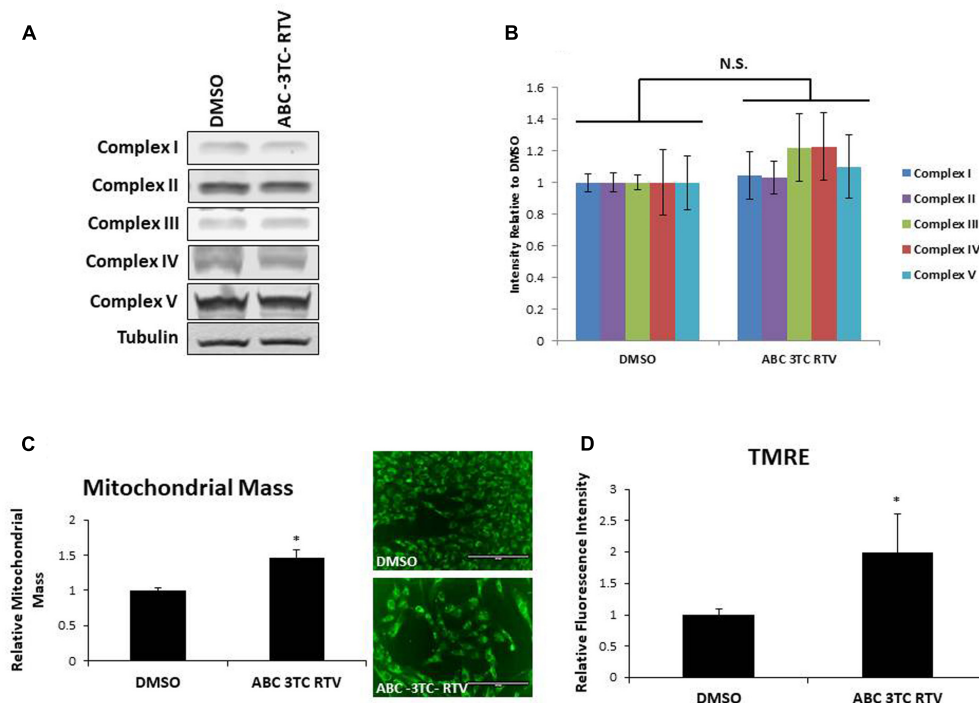 A
DMSO
ABC -3TC- RTV
Complex I
Complex II
Complex III
Complex IV
Complex V
Tubulin
B
N.S.
Intensity Relative to DMSO
1.6
1.4
1.2
1
0.8
0.6
0.4
0.2
0
DMSO
ABC 3TC RTV
Complex I
Complex II
Complex III
Complex IV
Complex V
C
Mitochondrial Mass
Relative Mitochondrial
Mass
2
1.5
1
0.5
0
*
DMSO
ABC 3TC RTV
DMSO
ABC -3TC- RTV
D
TMRE
Relative Fluorescence Intensity
3
2.5
2
1.5
1
0.5
0
*
DMSO
ABC 3TC RTV